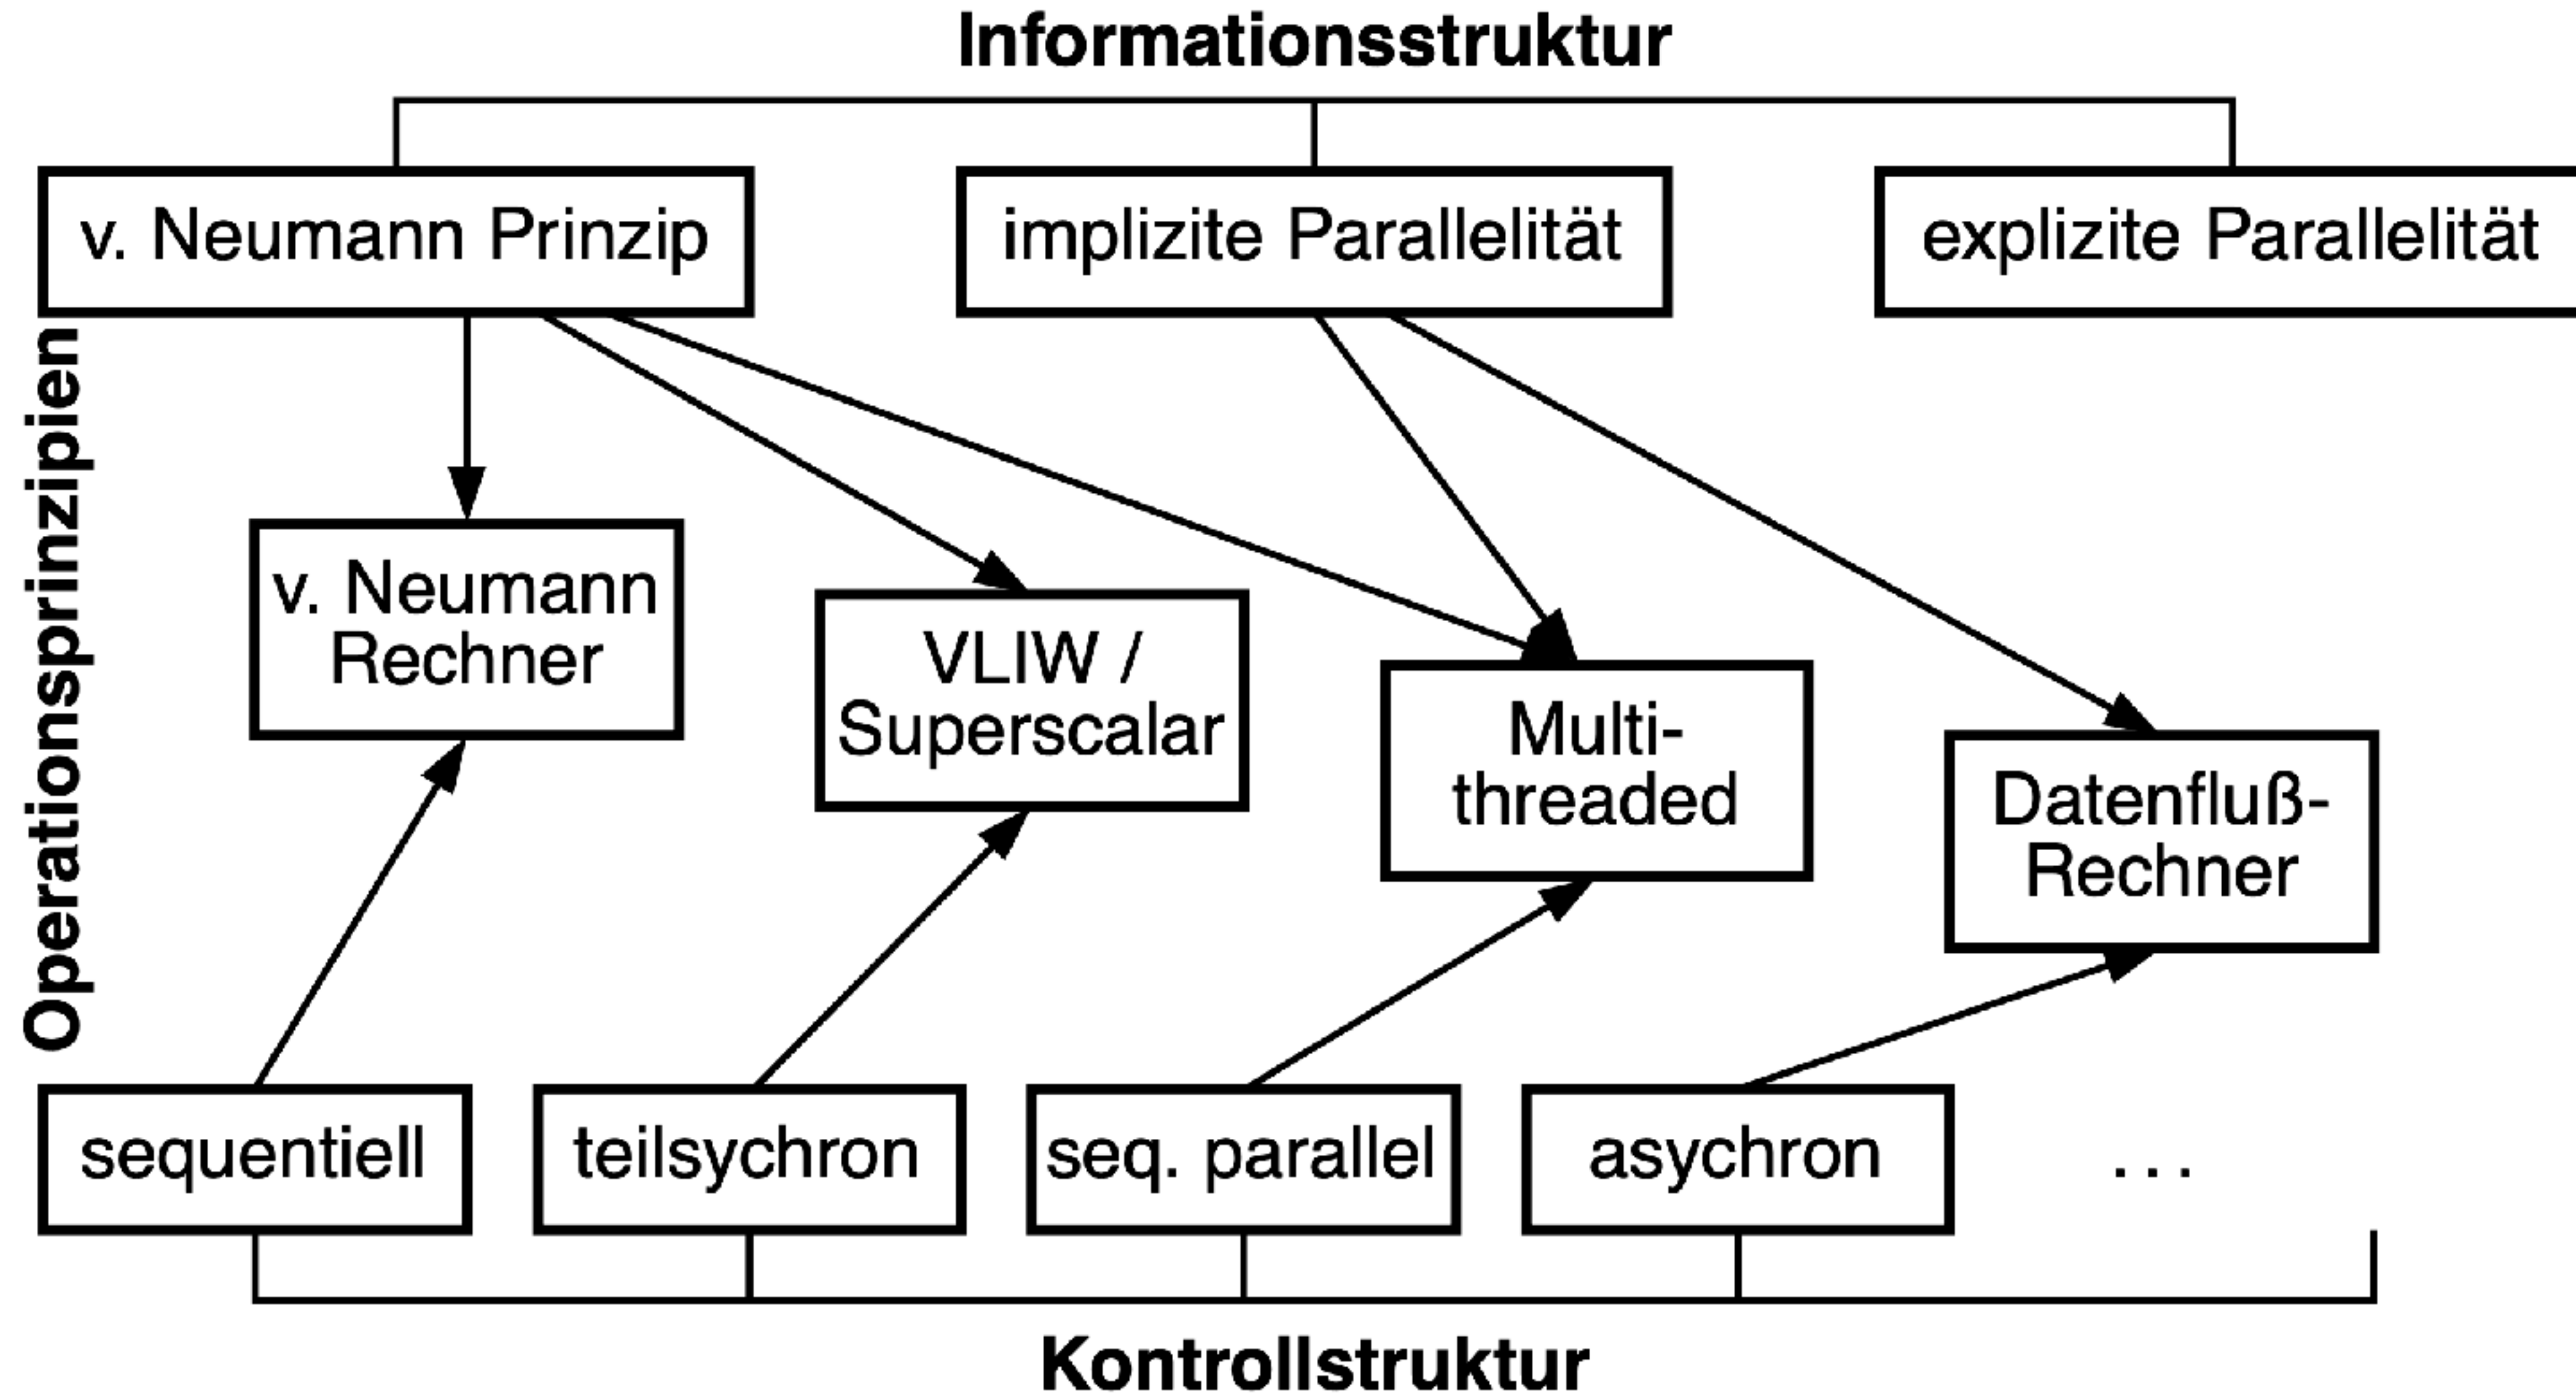 Informationsstruktur
v. Neumann Prinzip
implizite Parallelität
explizite Parallelität
Operationsprinzipien
v. Neumann
Rechner
VLIW /
Superscalar
Multi-
threaded
Datenfluß-
Rechner
sequentiell
teilsychron
seq. parallel
asychron
...
Kontrollstruktur